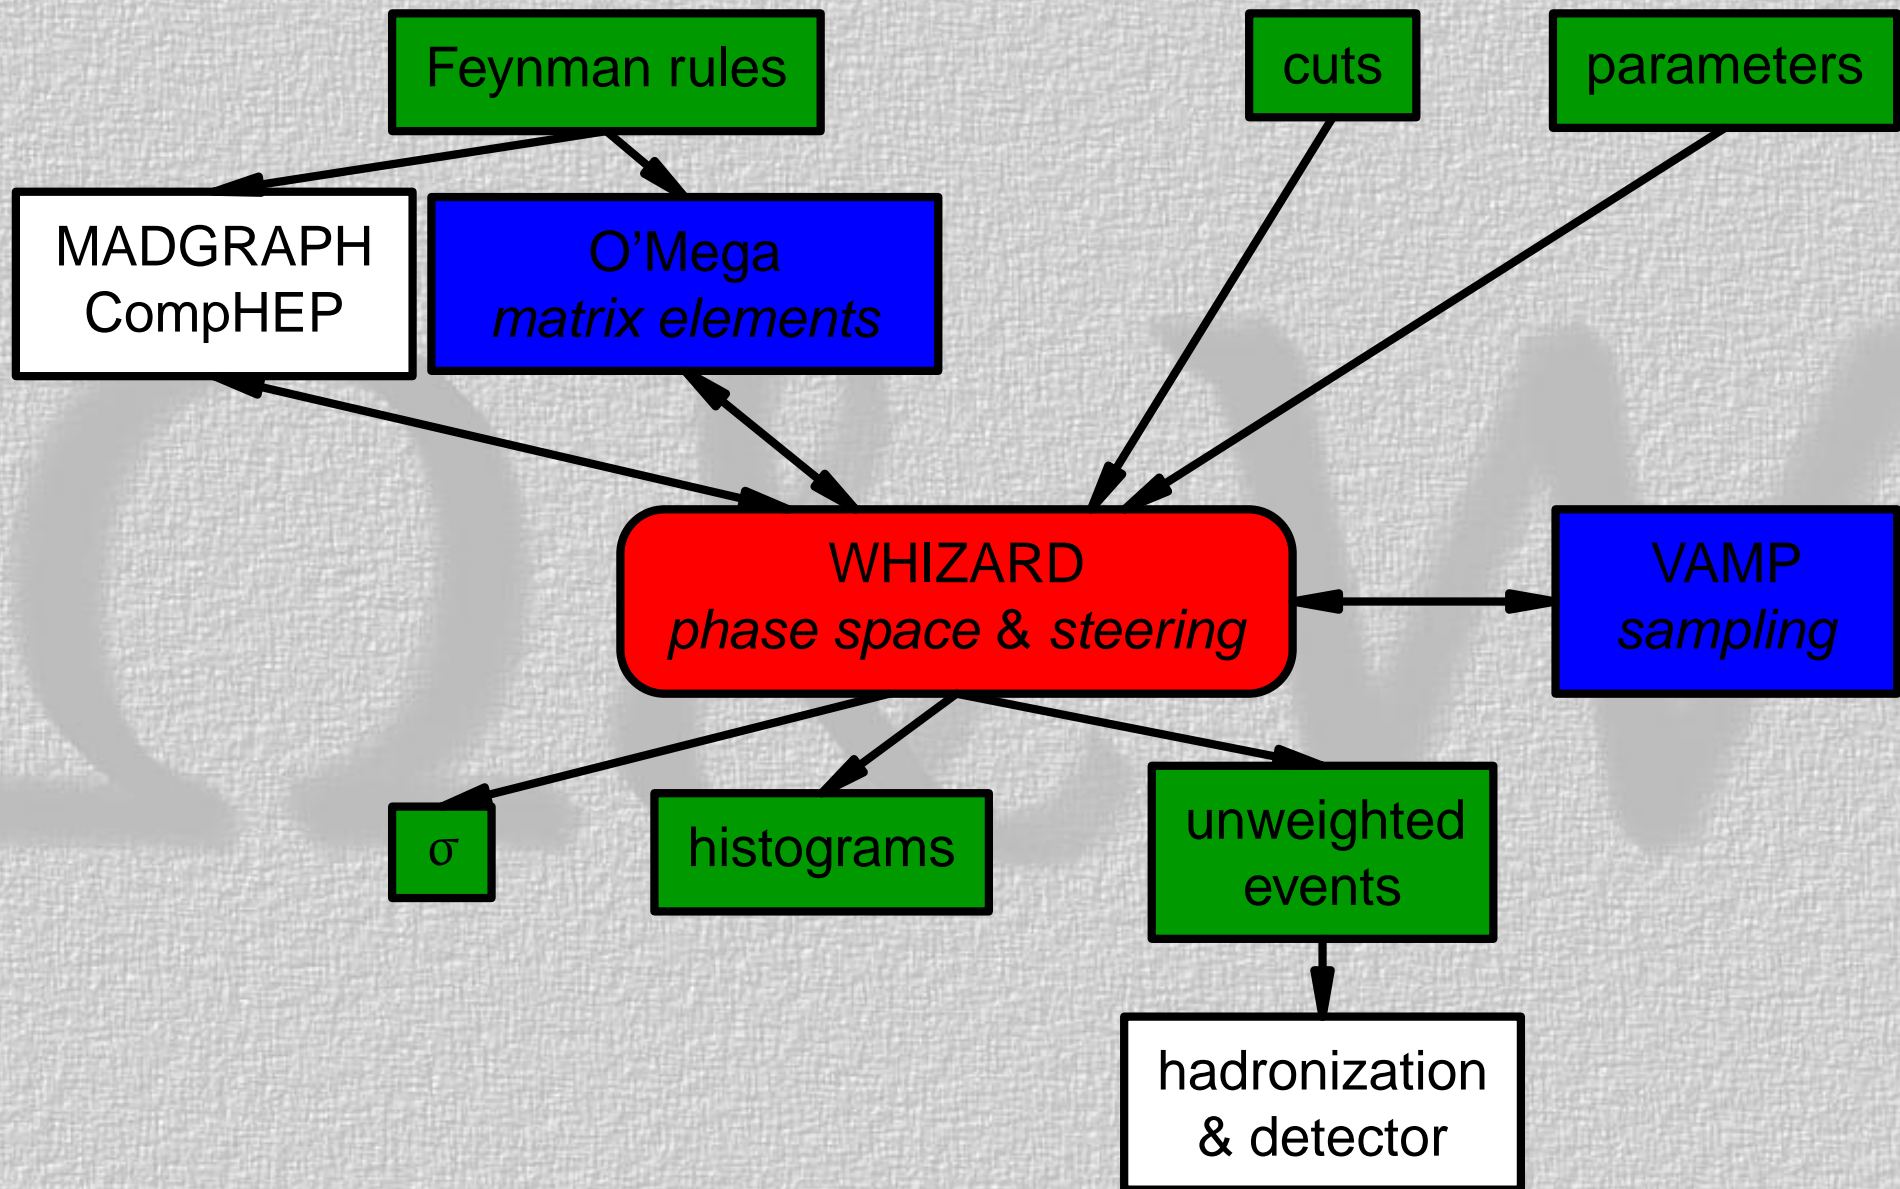 Feynman rules
cuts
parameters
MADGRAPH
CompHEP
O’Mega
matrix elements
WHIZARD
phase space & steering
VAMP
sampling
σ
histograms
unweighted
events
hadronization
& detector
Ω&W